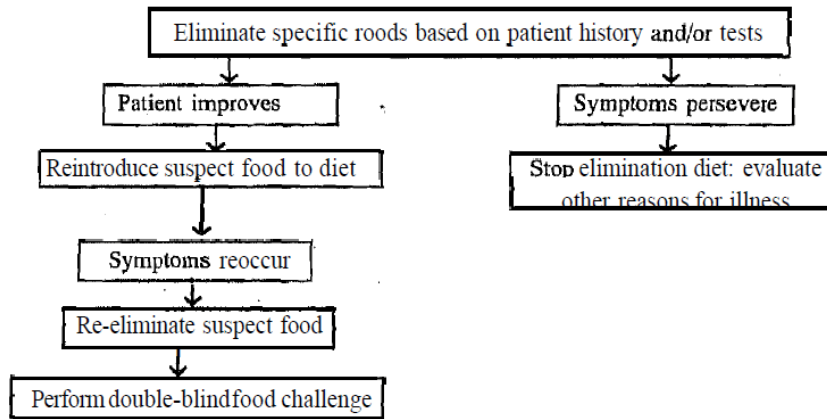 Eliminate specific roods based on patient history and/or tests
Patient improves
Symptoms persevere
Reintroduce suspect food to diet
Stop elimination diet: evaluate
other reasons for illness
Symptoms reoccur
Re-eliminate suspect food
Perform double-blind food challenge